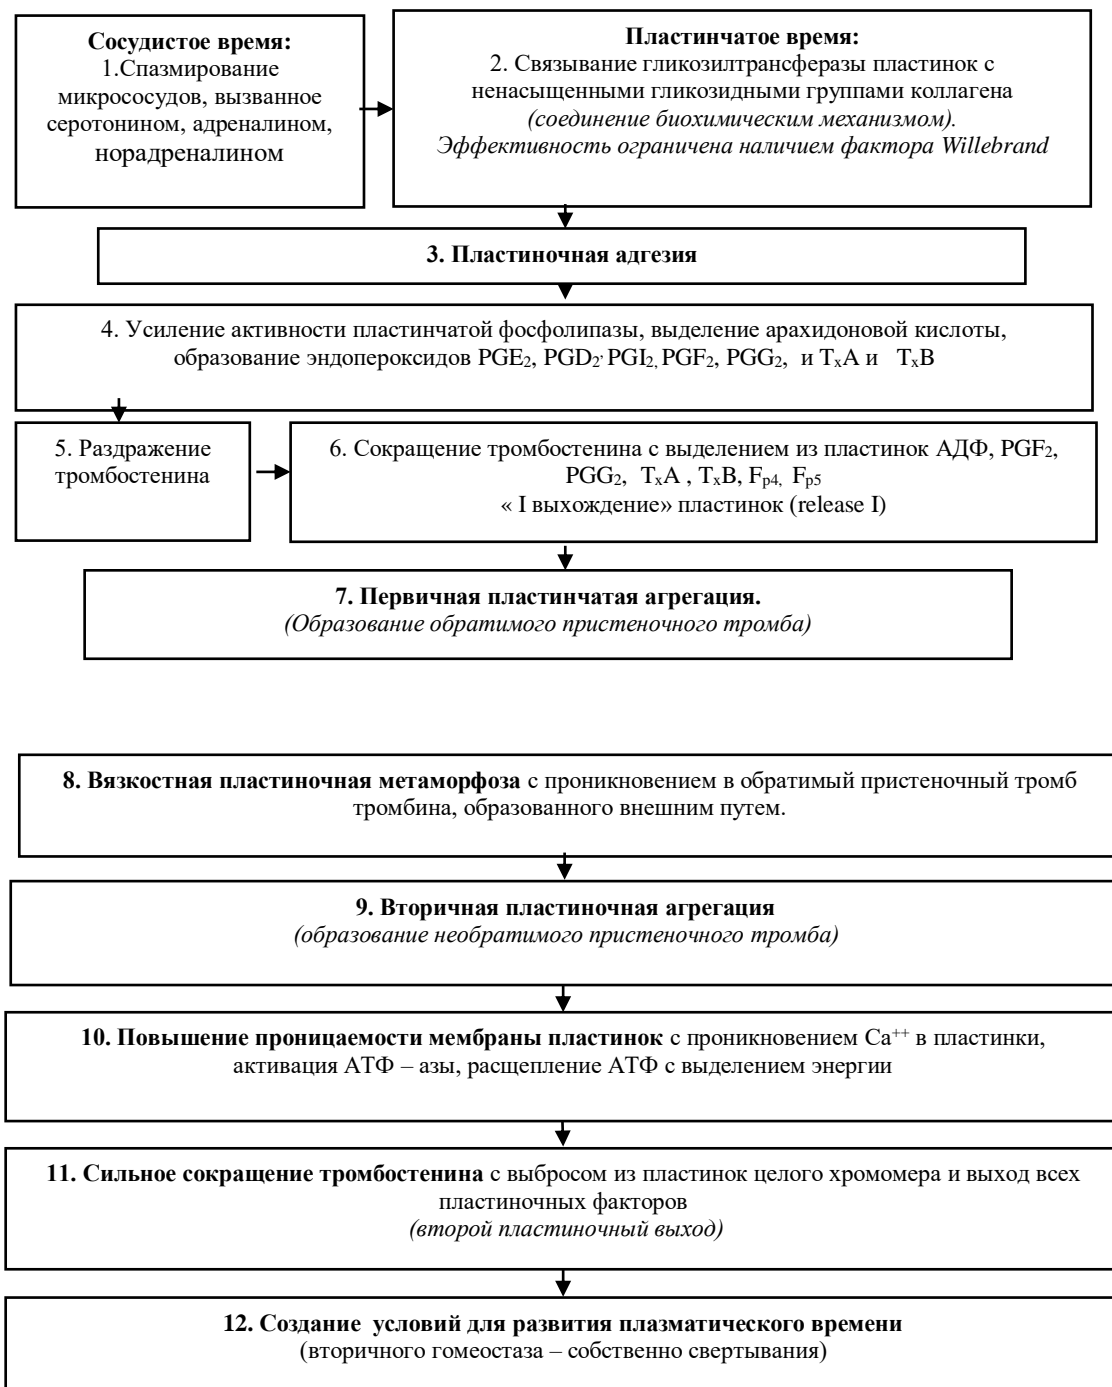 Сосудистое время:
1.Спазмирование
микрососудов, вызванное
серотонином, адреналином,
норадреналином
Пластинчатое время:
2. Связывание гликозилтрансферазы пластинок с
ненасыщенными гликозидными группами коллагена
(соединение биохимическим механизмом).
Эффективность ограничена наличием фактора Willebrand
3. Пластиночная адгезия
4. Усиление активности пластинчатой фосфолипазы, выделение арахидоновой кислоты,
образование эндопероксидов PGE₂, PGD₂, PGI₂, PGF₂, PGG₂, и TₓA и TₓB
5. Раздражение
тромбостенина
6. Сокращение тромбостенина с выделением из пластинок АДФ, PGF₂,
PGG₂, TₓA , TₓB, Fp4, Fp5
« I выхождение» пластинок (release I)
7. Первичная пластинчатая агрегация.
(Образование обратимого пристеночного тромба)
8. Вязкостная пластиночная метаморфоза с проникновением в обратимый пристеночный тромб
тромбина, образованного внешним путем.
9. Вторичная пластиночная агрегация
(образование необратимого пристеночного тромба)
10. Повышение проницаемости мембраны пластинок с проникновением Ca⁺⁺ в пластинки,
активация АТФ – азы, расщепление АТФ с выделением энергии
11. Сильное сокращение тромбостенина с выбросом из пластинок целого хромомера и выход всех
пластиночных факторов
(второй пластиночный выход)
12. Создание условий для развития плазматического времени
(вторичного гомеостаза – собственно свертывания)